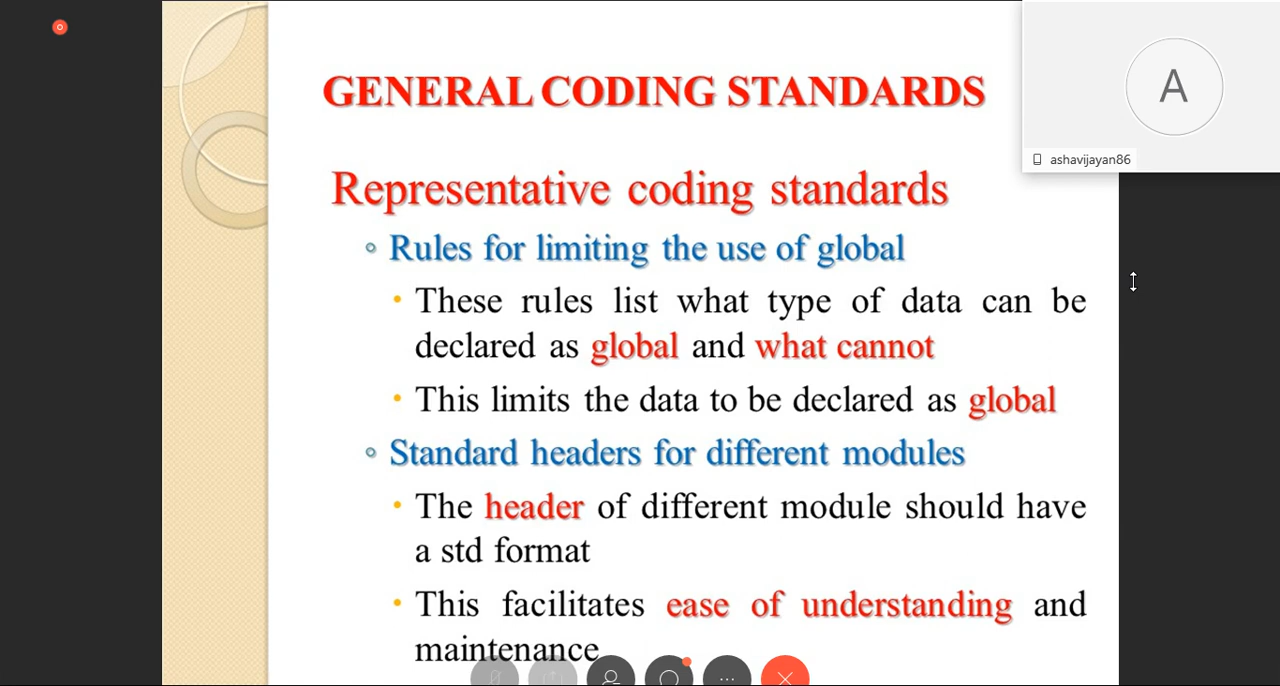 GENERAL CODING STANDARDS
A
ashavijayan86
Representative coding standards
Rules for limiting the use of global
These rules list what type of data can be
declared as global and what cannot
This limits the data to be declared as global
Standard headers for different modules
The header of different module should have
a std format
This facilitates ease of understanding and
maintenance